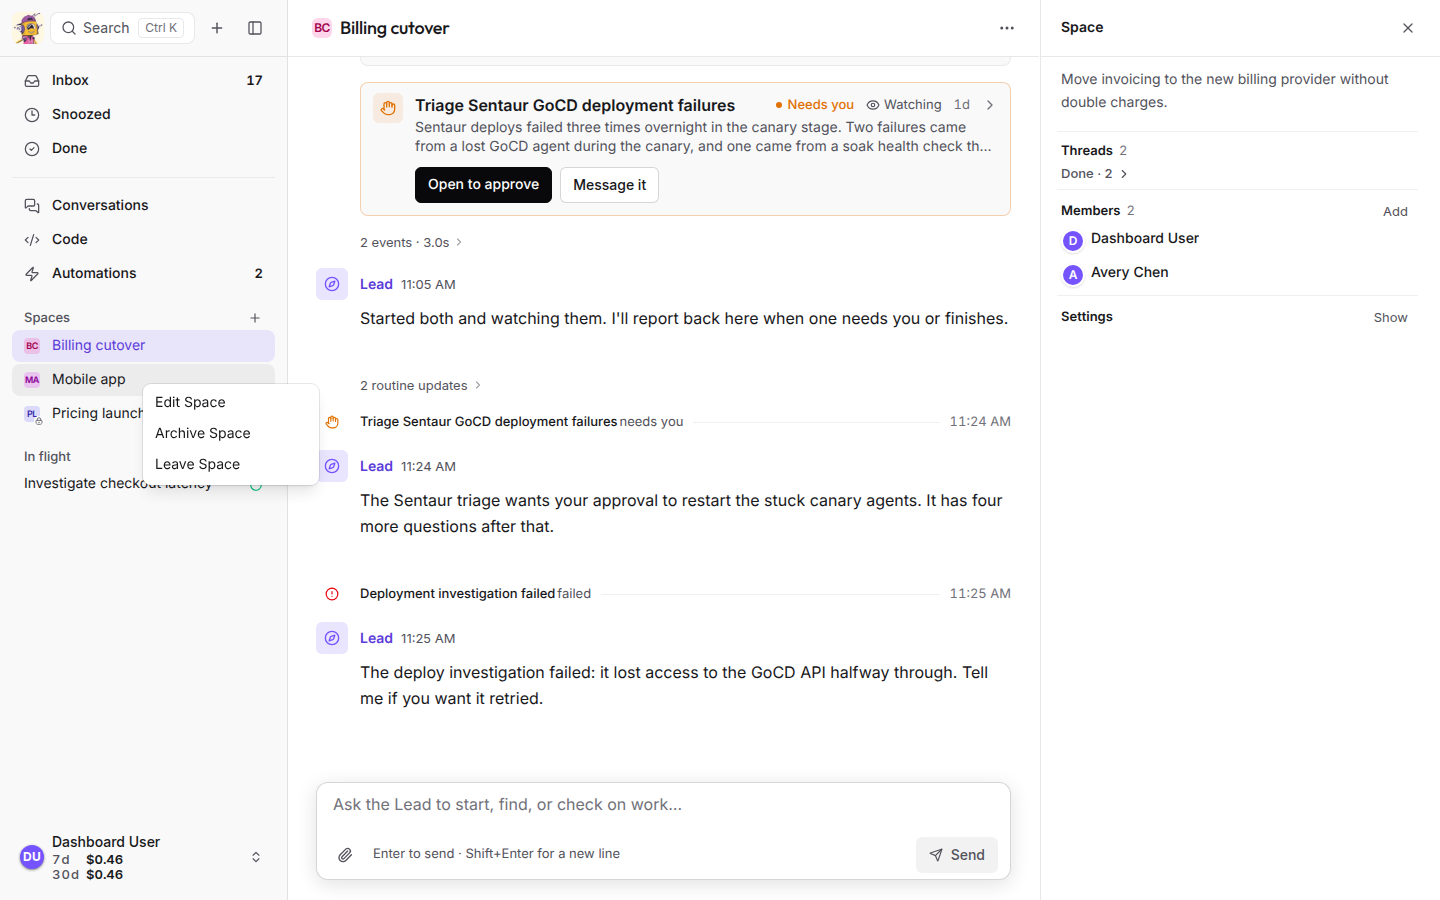 Search
Ctrl K
Inbox
17
Snoozed
Done
Conversations
Code
Automations
2
Spaces
BC
Billing cutover
MA
Mobile app
PL
Pricing launch
Edit Space
Archive Space
Leave Space
In flight
Investigate checkout latency
DU
Dashboard User
7d $0.46
30d $0.46
BC
Billing cutover
Triage Sentaur GoCD deployment failures
Needs you
Watching
1d
Sentaur deploys failed three times overnight in the canary stage. Two failures came
from a lost GoCD agent during the canary, and one came from a soak health check th...
Open to approve
Message it
2 events · 3.0s
Lead 11:05 AM
Started both and watching them. I'll report back here when one needs you or finishes.
2 routine updates
Triage Sentaur GoCD deployment failures needs you
11:24 AM
Lead 11:24 AM
The Sentaur triage wants your approval to restart the stuck canary agents. It has four
more questions after that.
Deployment investigation failed failed
11:25 AM
Lead 11:25 AM
The deploy investigation failed: it lost access to the GoCD API halfway through. Tell
me if you want it retried.
Ask the Lead to start, find, or check on work...
Enter to send · Shift+Enter for a new line
Send
Space
Move invoicing to the new billing provider without
double charges.
Threads 2
Done · 2
Members 2
Add
D
Dashboard User
A
Avery Chen
Settings
Show